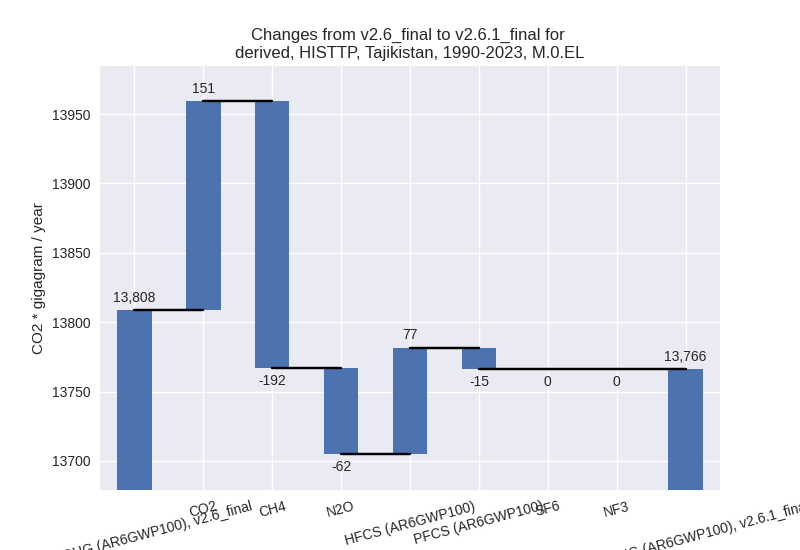 Changes from v2.6_final to v2.6.1_final for
derived, HISTTP, Tajikistan, 1990-2023, M.0.EL
151
13950
13900
13850
CO2 * gigagram / year
13,808
13800
77
13,766
-192
-15
0
0
13750
-62
13700
(AR6GWP100), v2.6_final
CO2
CH4
N2O
HFCS (AR6GWP100)
PFCS (AR6GWP100)
SF6
NF3
(AR6GWP100), v2.6.1_fina